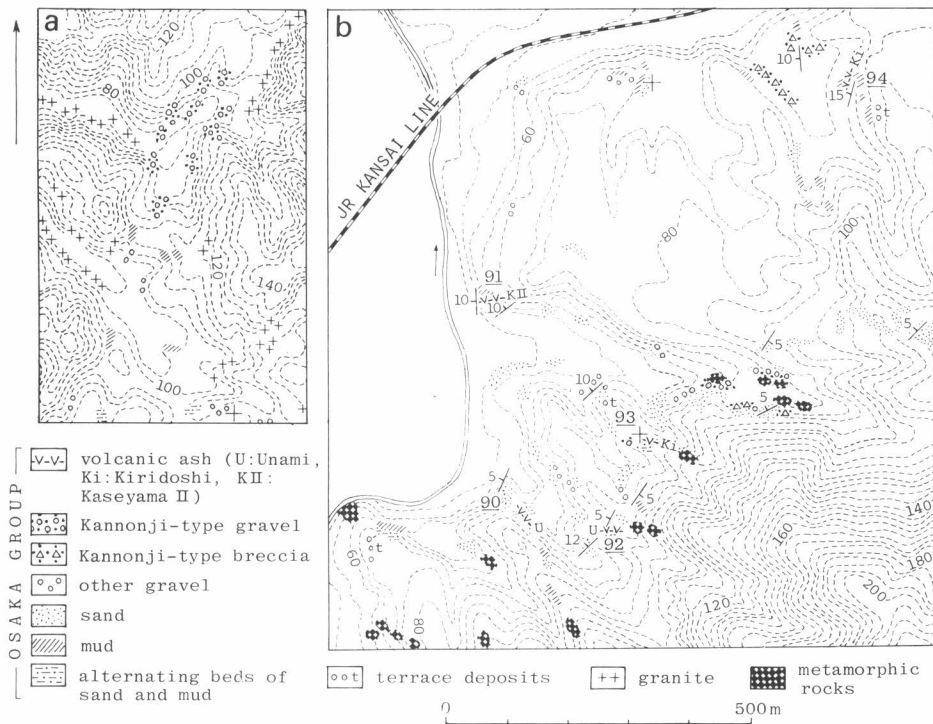 a
120
100
80
120
140
100
b
JR KANSAI LINE
60
10
15
Ki
94
t
80
100
91
10
V-V-KII
10
5
5
10
t
93
5
V-Ki
5
90
5
U
5
U
92
12
t
60
80
120
160
180
200
OSAKA GROUP
volcanic ash (U:Unami,
Ki:Kiridoshi, KII:
Kaseyama II)
Kannonji-type gravel
Kannonji-type breccia
other gravel
sand
mud
alternating beds of
sand and mud
t terrace deposits
granite
metamorphic
rocks
0 500m